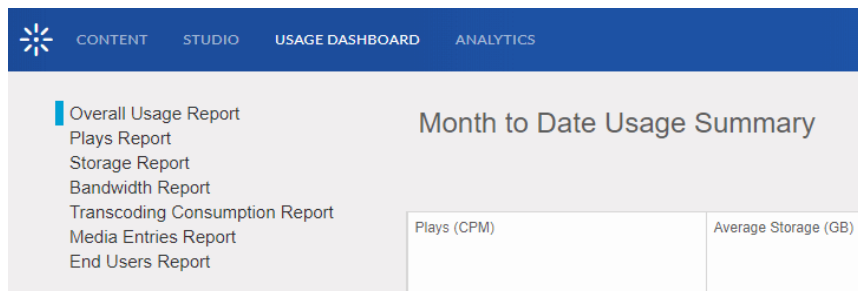 CONTENT STUDIO USAGE DASHBOARD ANALYTICS
Overall Usage Report
Plays Report
Storage Report
Bandwidth Report
Transcoding Consumption Report
Media Entries Report
End Users Report
Month to Date Usage Summary
Plays (CPM) Average Storage (GB)